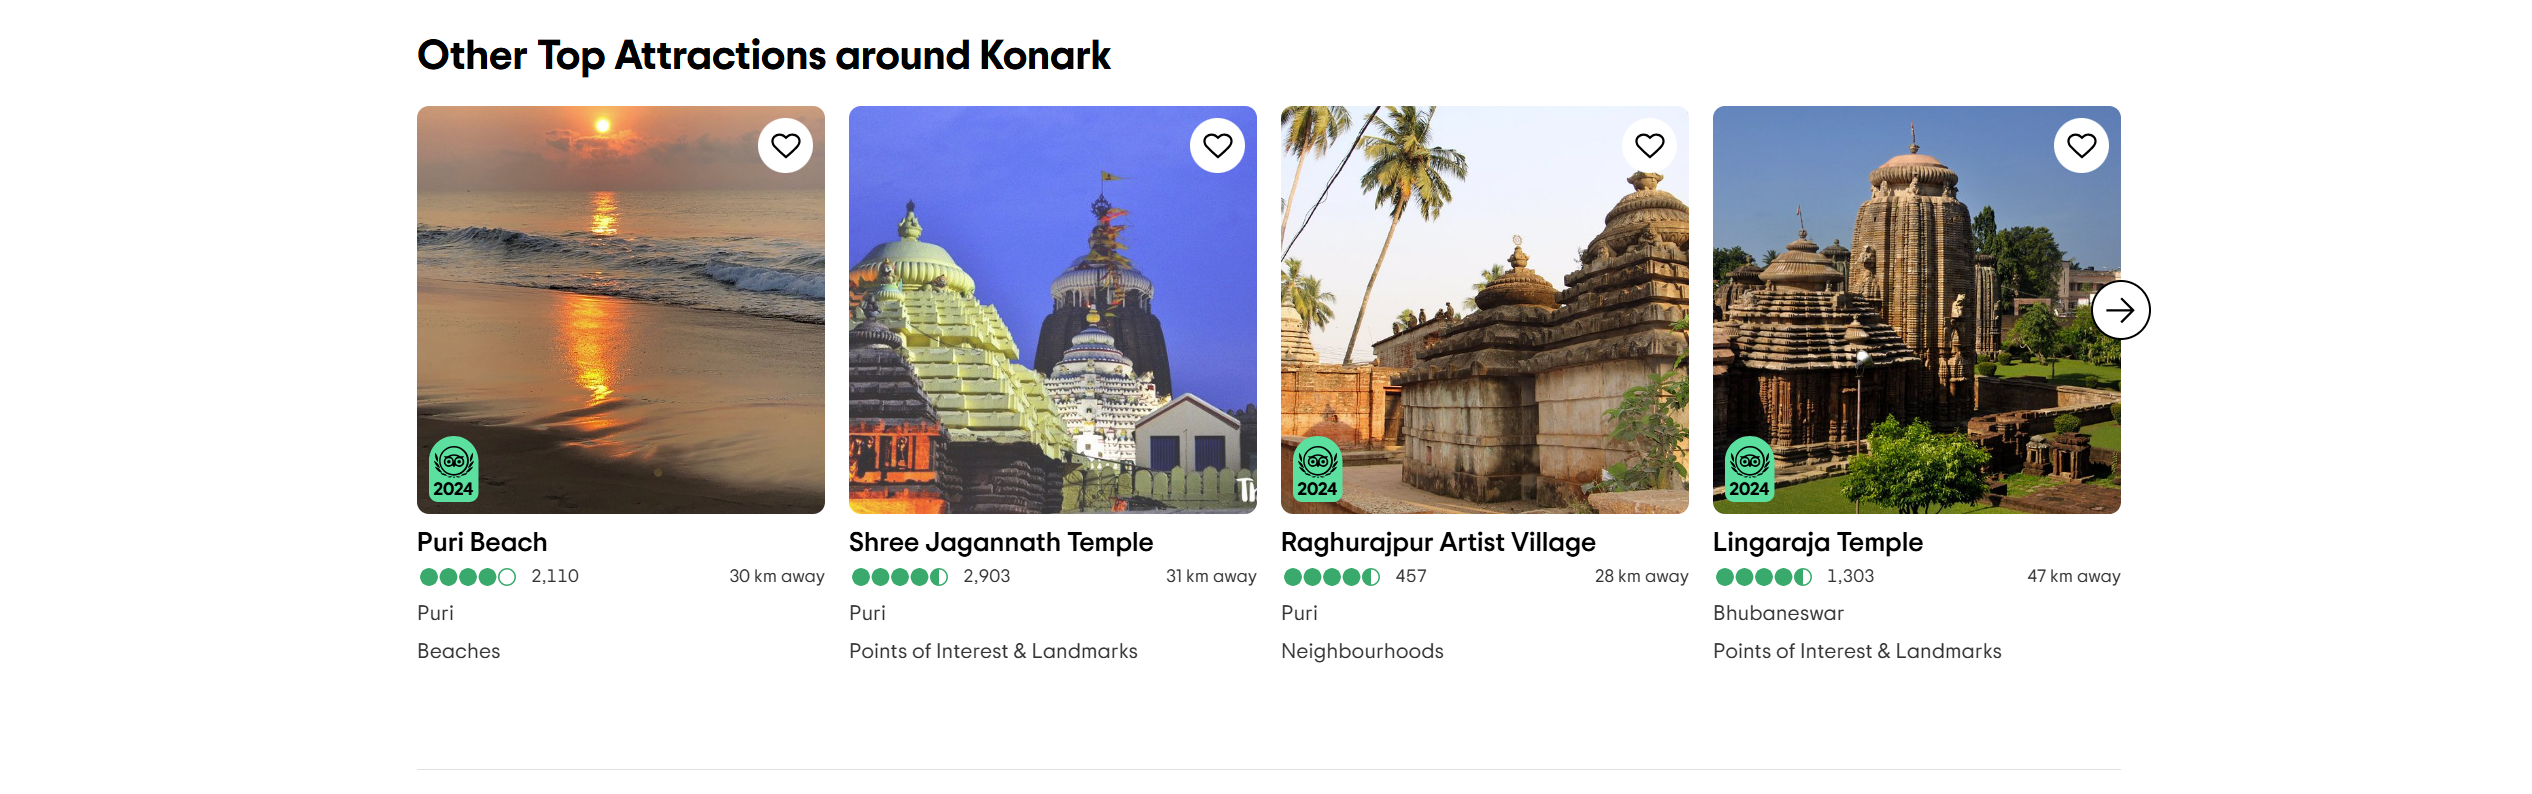 Other Top Attractions around Konark
2024
Puri Beach
2,110
30 km away
Puri
Beaches
Shree Jagannath Temple
2,903
31 km away
Puri
Points of Interest & Landmarks
2024
Raghurajpur Artist Village
457
28 km away
Puri
Neighbourhoods
2024
Lingaraja Temple
1,303
47 km away
Bhubaneswar
Points of Interest & Landmarks